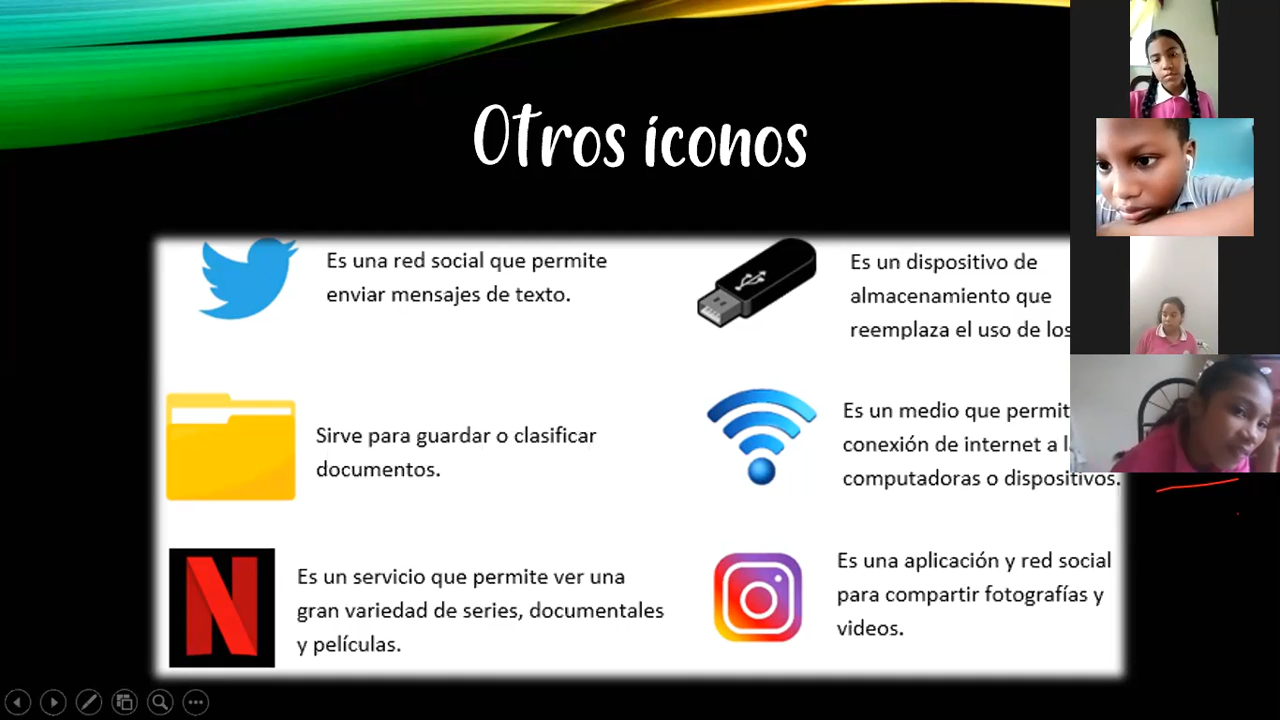 Otros íconos
Es una red social que permite
enviar mensajes de texto.
Es un dispositivo de
almacenamiento que
reemplaza el uso de los
Sirve para guardar o clasificar
documentos.
Es un medio que
conexión de internet a
computadoras o dispositivos.
N
Es un servicio que permite ver una
gran variedad de series, documentales
y películas.
Es una aplicación y red social
para compartir fotografías y
videos.